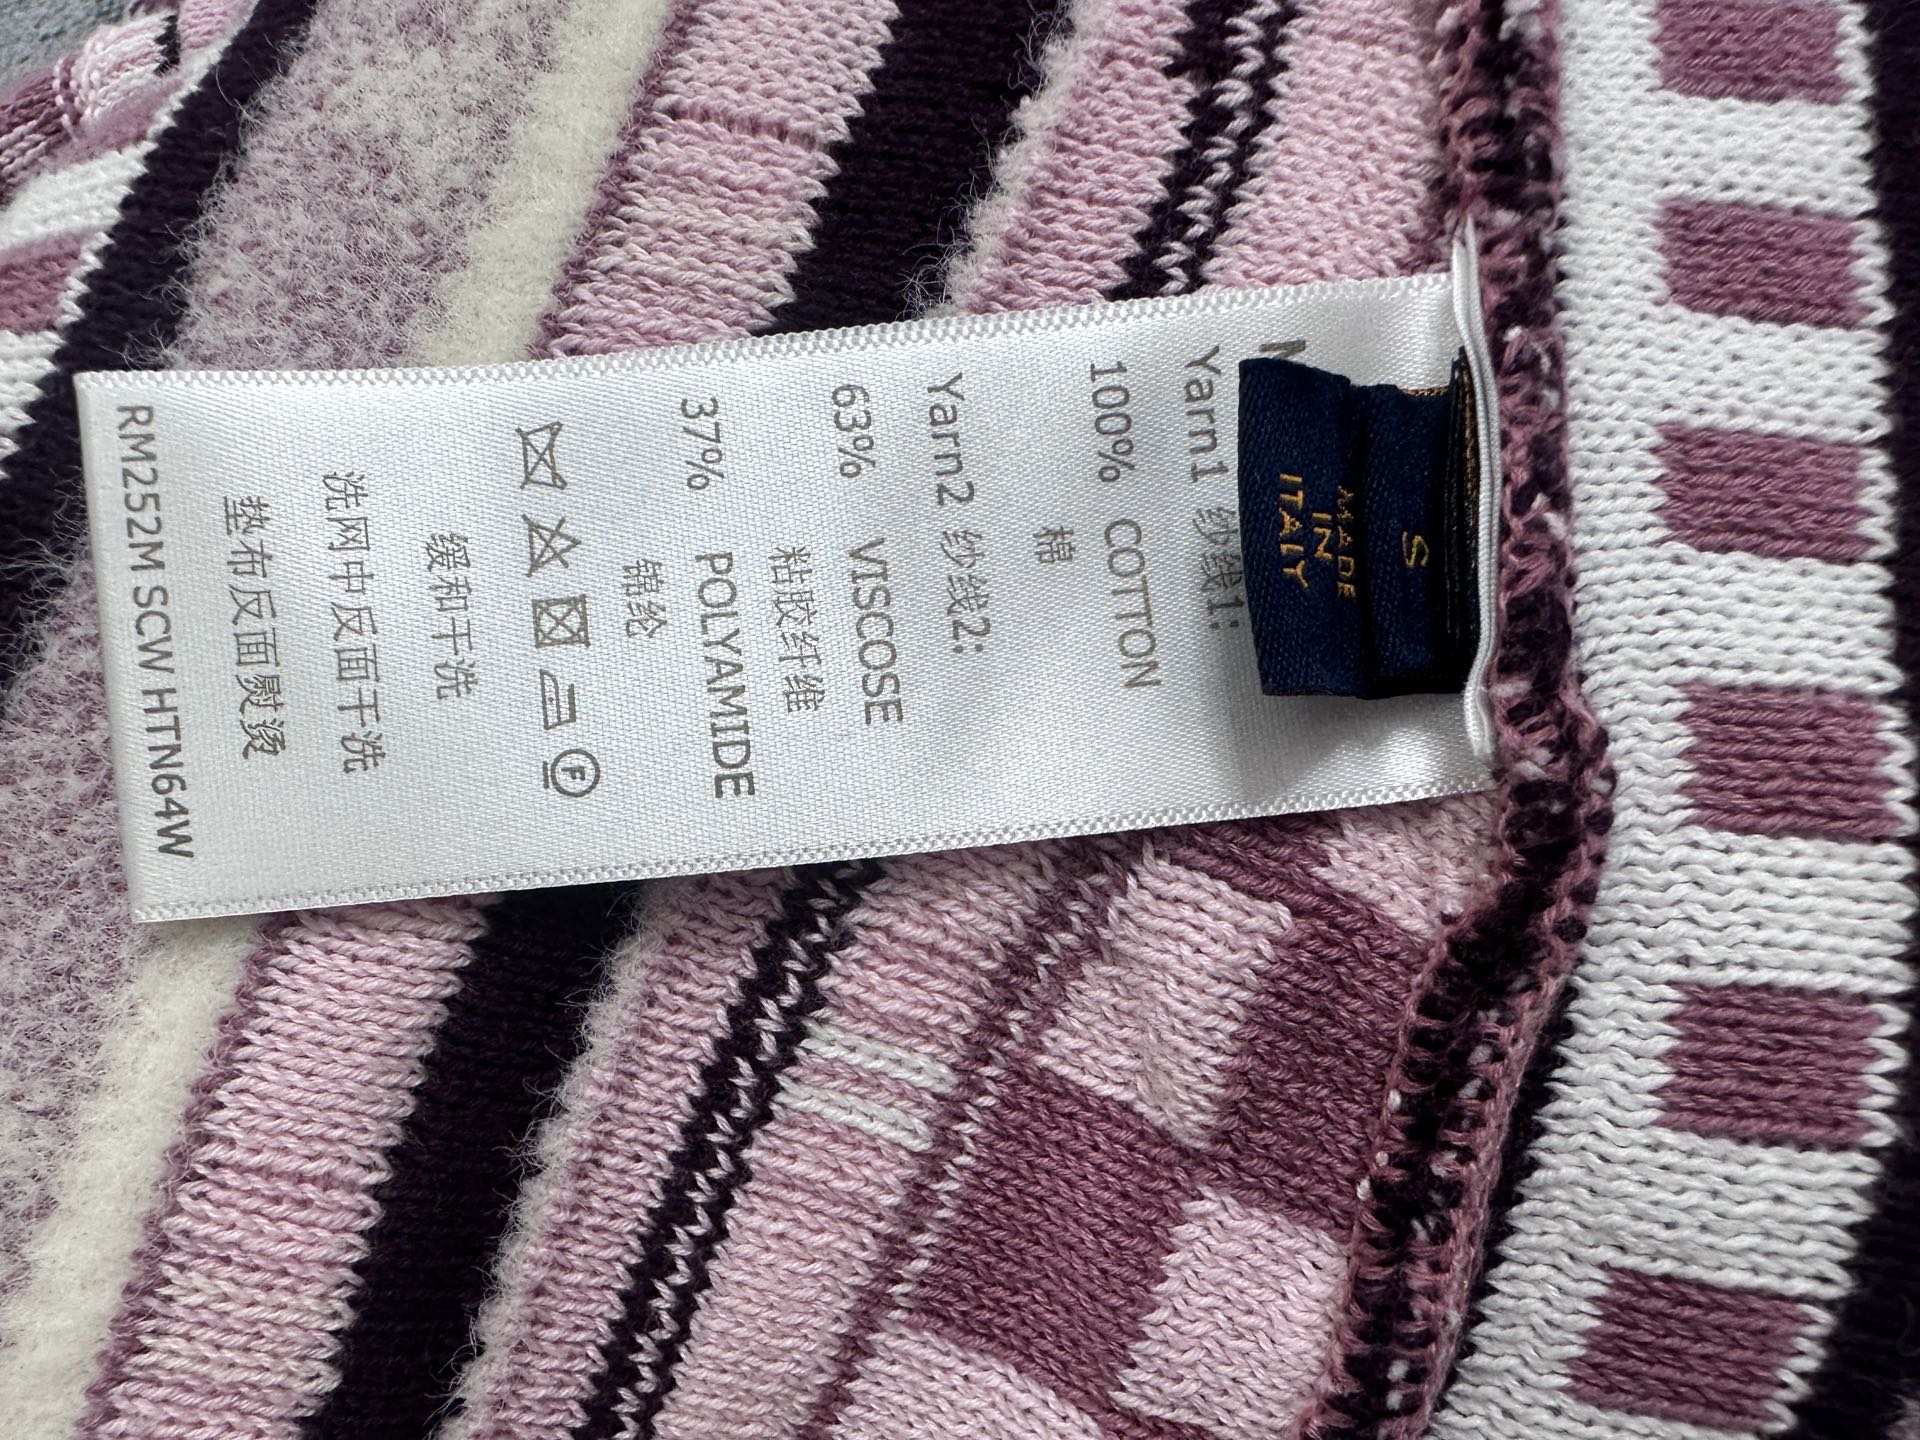 S
MADE
IN
ITALY
Yarn1 纱线1:
100% COTTON
棉
Yarn2 纱线2:
63% VISCOSE
粘胶纤维
37% POLYAMIDE
锦纶
F
缓和干洗
洗网中反面干洗
垫布反面熨烫
RM252M SCW HTN64W